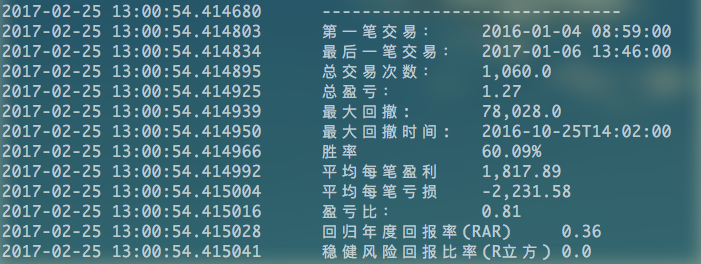 2017-02-25 13:00:54.414680 ------------------------------
2017-02-25 13:00:54.414803 第一笔交易： 2016-01-04 08:59:00
2017-02-25 13:00:54.414834 最后一笔交易： 2017-01-06 13:46:00
2017-02-25 13:00:54.414895 总交易次数： 1,060.0
2017-02-25 13:00:54.414925 总盈亏： 1.27
2017-02-25 13:00:54.414939 最大回撤: 78,028.0
2017-02-25 13:00:54.414950 最大回撤时间: 2016-10-25T14:02:00
2017-02-25 13:00:54.414966 胜率 60.09%
2017-02-25 13:00:54.414992 平均每笔盈利 1,817.89
2017-02-25 13:00:54.415004 平均每笔亏损 -2,231.58
2017-02-25 13:00:54.415016 盈亏比： 0.81
2017-02-25 13:00:54.415028 回归年度回报率(RAR) 0.36
2017-02-25 13:00:54.415041 稳健风险回报比率(R立方) 0.0